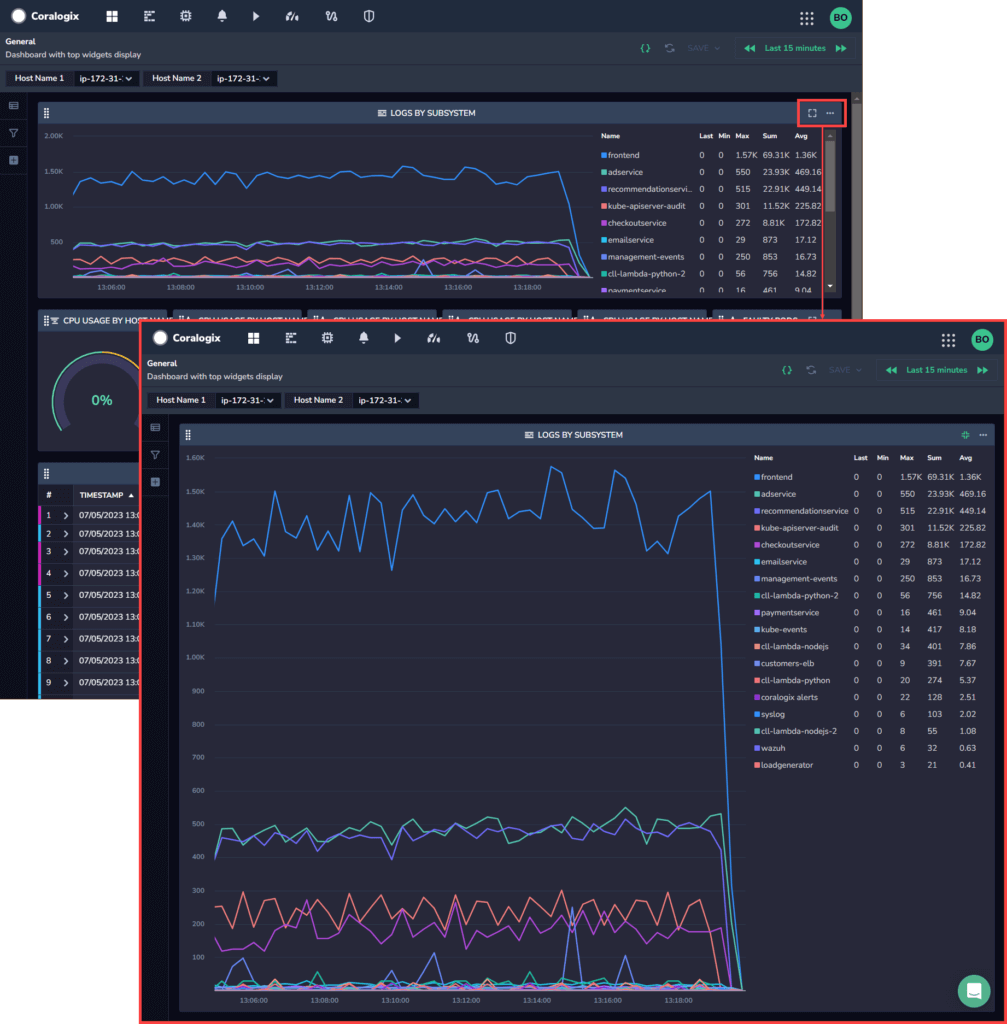 Coralogix
BO
General
Dashboard with top widgets display
{}
SAVE
Last 15 minutes
Host Name 1 ip-172-31-: Host Name 2 ip-172-31-:
LOGS BY SUBSYSTEM
2.00K
1.50K
1.00K
500
13:06:00 13:08:00 13:10:00 13:12:00 13:14:00 13:16:00 13:18:00
Name Last Min Max Sum Avg
frontend 0 0 1.57K 69.31K 1.36K
adservice 0 0 550 23.93K 469.16
recommendationservi... 0 0 515 22.91K 449.14
kube-apiserver-audit 0 0 301 11.52K 225.82
checkoutservice 0 0 272 8.81K 172.82
emailservice 0 0 29 873 17.12
management-events 0 0 250 853 16.73
cll-lambda-python-2 0 0 56 756 14.82
paymentservice 0 0 16 461 9.04
CPU USAGE BY HOST NAME
0%
# TIMESTAMP
1 07/05/2023 13:0
2 07/05/2023 13:0
3 07/05/2023 13:0
4 07/05/2023 13:0
5 07/05/2023 13:0
6 07/05/2023 13:0
7 07/05/2023 13:0
8 07/05/2023 13:0
9 07/05/2023 13:0
Coralogix
BO
General
Dashboard with top widgets display
{}
SAVE
Last 15 minutes
Host Name 1 ip-172-31-: Host Name 2 ip-172-31-:
LOGS BY SUBSYSTEM
1.60K
1.50K
1.40K
1.30K
1.20K
1.10K
1.00K
900
800
700
600
500
400
300
200
100
13:06:00 13:08:00 13:10:00 13:12:00 13:14:00 13:16:00 13:18:00
Name Last Min Max Sum Avg
frontend 0 0 1.57K 69.31K 1.36K
adservice 0 0 550 23.93K 469.16
recommendationservice 0 0 515 22.91K 449.14
kube-apiserver-audit 0 0 301 11.52K 225.82
checkoutservice 0 0 272 8.81K 172.82
emailservice 0 0 29 873 17.12
management-events 0 0 250 853 16.73
cll-lambda-python-2 0 0 56 756 14.82
paymentservice 0 0 16 461 9.04
kube-events 0 0 14 417 8.18
cll-lambda-nodejs 0 0 34 401 7.86
customers-elb 0 0 9 391 7.67
cll-lambda-python 0 0 20 274 5.37
coralogix alerts 0 0 22 128 2.51
syslog 0 0 6 103 2.02
cll-lambda-nodejs-2 0 0 8 55 1.08
wazuh 0 0 6 32 0.63
loadgenerator 0 0 3 21 0.41